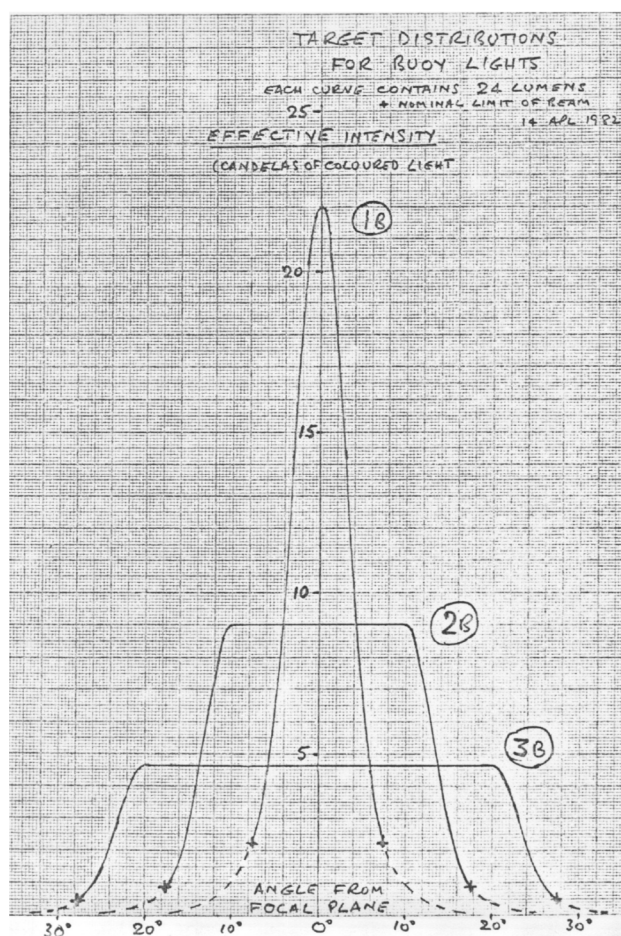 TARGET DISTRIBUTIONS
FOR BUOY LIGHTS
EACH CURVE CONTAINS 24 LUMENS
+ NOMINAL LIMIT OF BEAM
14 APL 1982
25
EFFECTIVE INTENSITY
(CANDELAS OF COLOURED LIGHT
1B
20
15
10
2B
5
3B
ANGLE FROM
FOCAL PLANE
30° 20° 10° 0° 10° 20° 30°